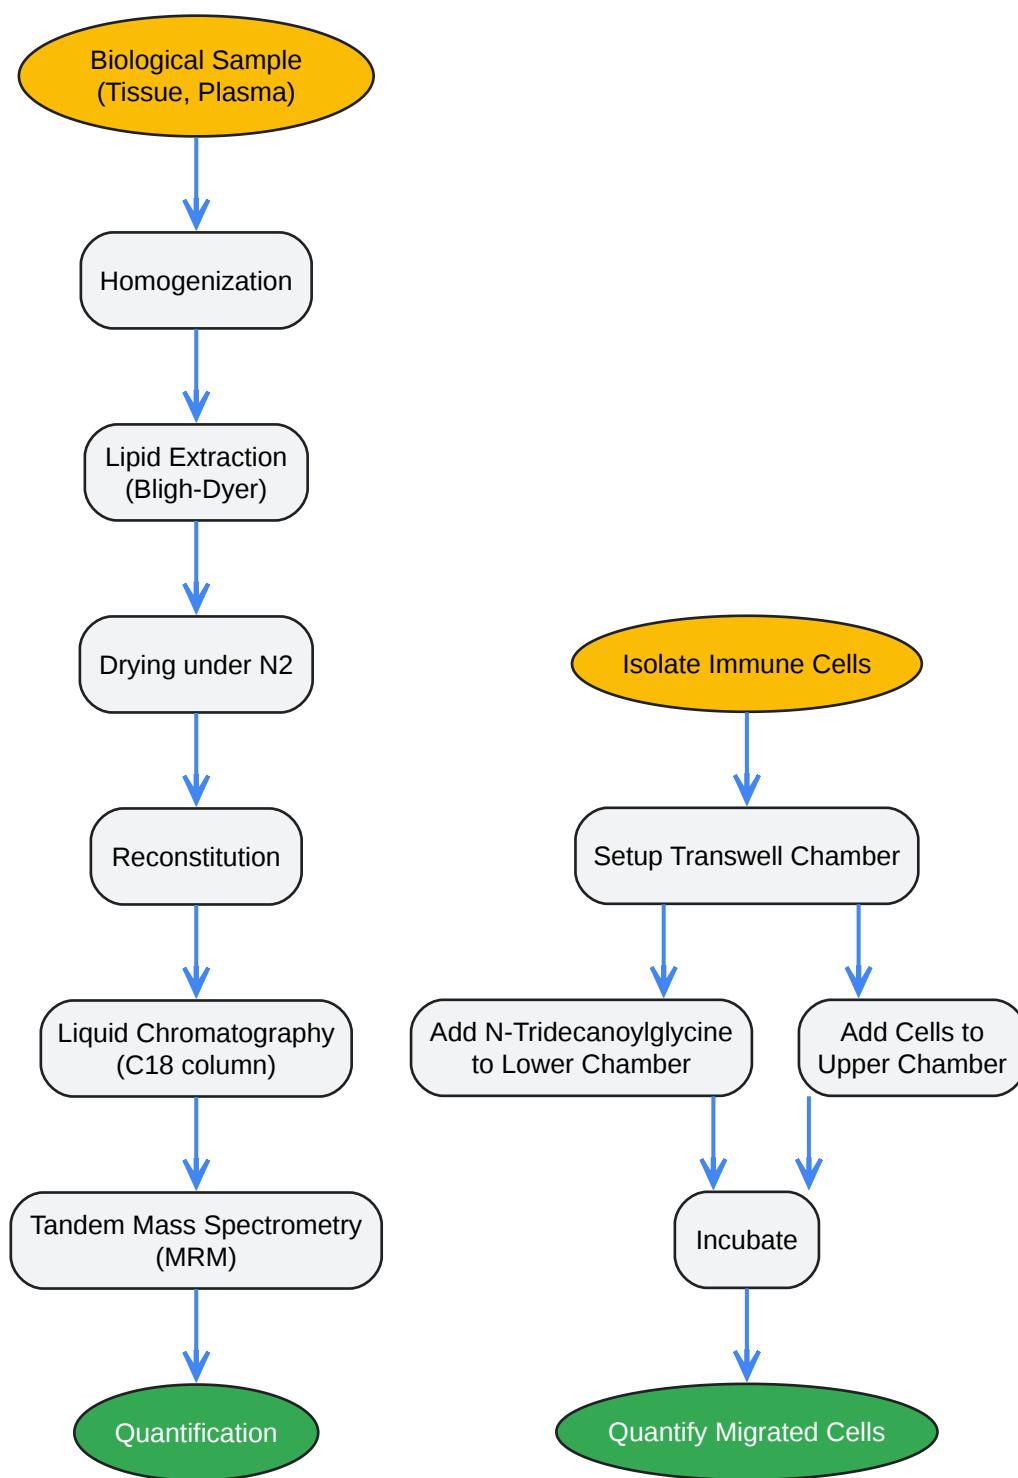 Biological Sample
(Tissue, Plasma)
Homogenization
Lipid Extraction
(Bligh-Dyer)
Drying under N2
Reconstitution
Liquid Chromatography
(C18 column)
Tandem Mass Spectrometry
(MRM)
Quantification
Isolate Immune Cells
Setup Transwell Chamber
Add N-Tridecanoylglycine
to Lower Chamber
Add Cells to
Upper Chamber
Incubate
Quantify Migrated Cells